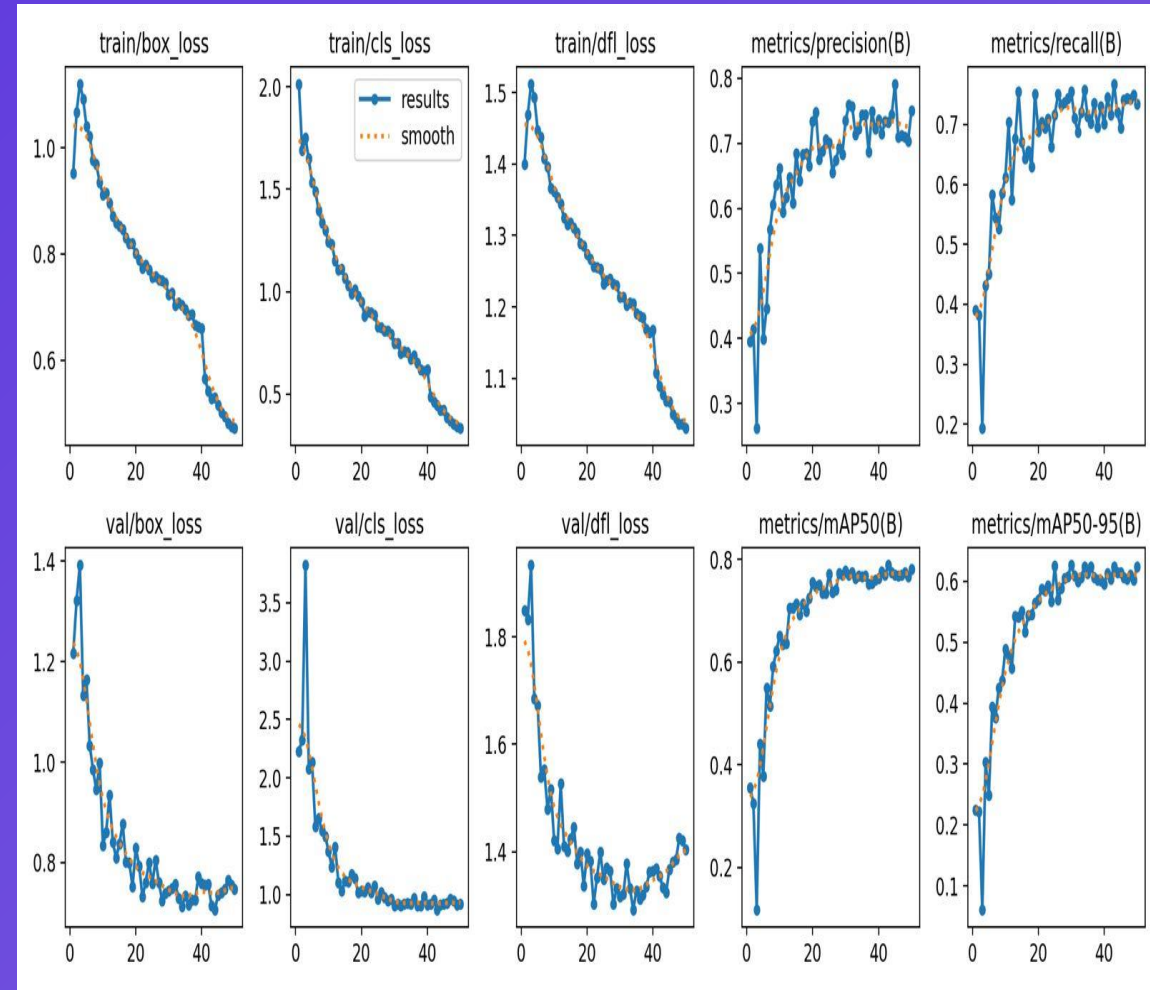 train/box_loss
train/cls_loss
train/dfl_loss
metrics/precision(B)
metrics/recall(B)
results
smooth
1.0
0.8
0.6
2.0
1.5
1.0
0.5
1.5
1.4
1.3
1.2
1.1
0.8
0.7
0.6
0.5
0.4
0.3
0.7
0.6
0.5
0.4
0.3
0.2
0 20 40
0 20 40
0 20 40
0 20 40
0 20 40
val/box_loss
val/cls_loss
val/dfl_loss
metrics/mAP50(B)
metrics/mAP50-95(B)
1.4
1.2
1.0
0.8
3.5
3.0
2.5
2.0
1.5
1.0
1.8
1.6
1.4
0.8
0.6
0.4
0.2
0.6
0.5
0.4
0.3
0.2
0.1
0 20 40
0 20 40
0 20 40
0 20 40
0 20 40